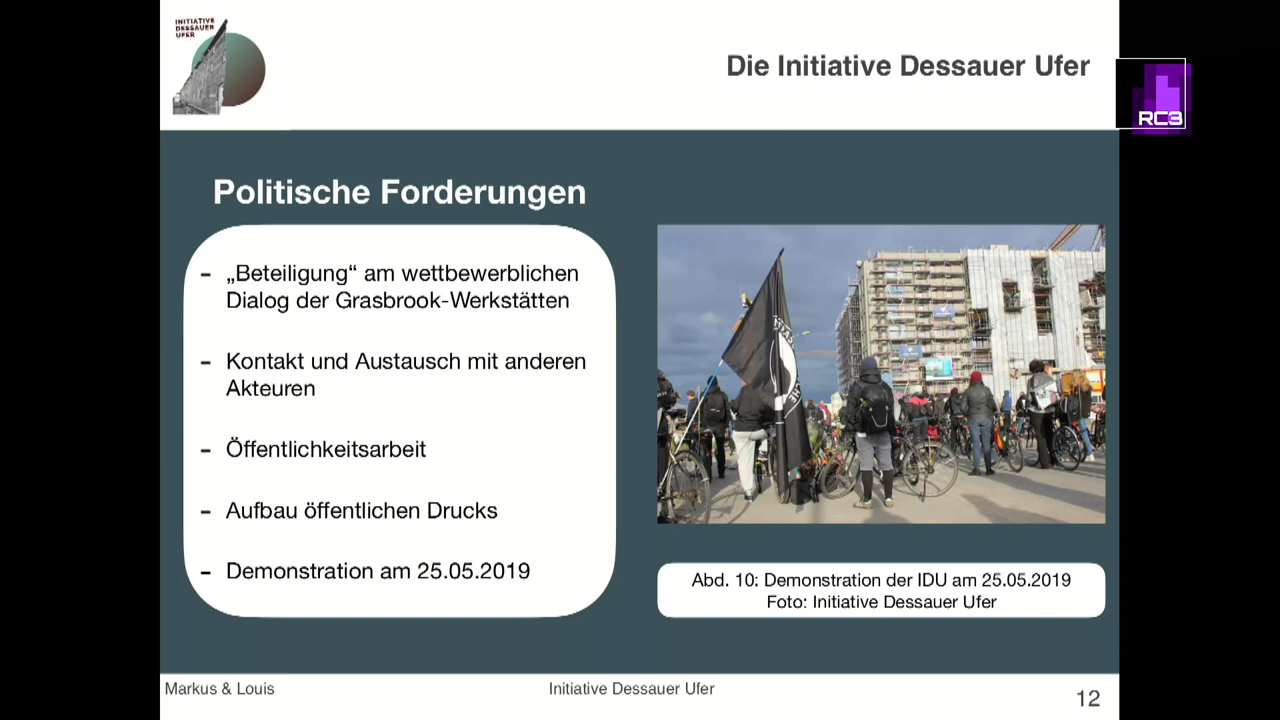 INITIATIVE
DESSAUER
UFER
Die Initiative Dessauer Ufer
RC3
Politische Forderungen
- „Beteiligung“ am wettbewerblichen
Dialog der Grasbrook-Werkstätten
- Kontakt und Austausch mit anderen
Akteuren
- Öffentlichkeitsarbeit
- Aufbau öffentlichen Drucks
- Demonstration am 25.05.2019
Abd. 10: Demonstration der IDU am 25.05.2019
Foto: Initiative Dessauer Ufer
Markus & Louis
Initiative Dessauer Ufer
12